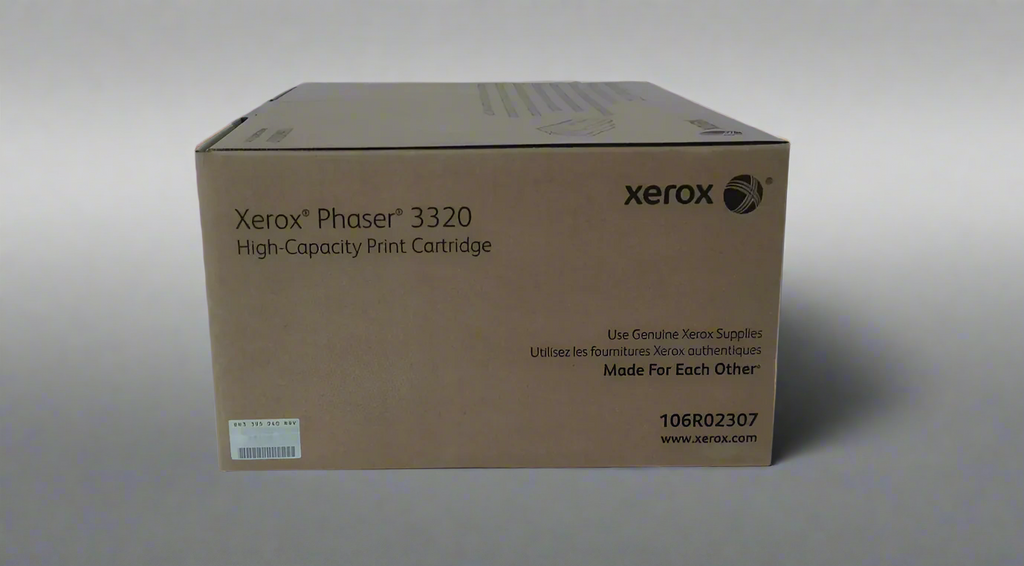 xerox
xerox®
Xerox® Phaser® 3320
High-Capacity Print Cartridge
Use Genuine Xerox Supplies
Utilisez les fournitures Xerox authentiques
Made For Each Other®
106R02307
www.xerox.com